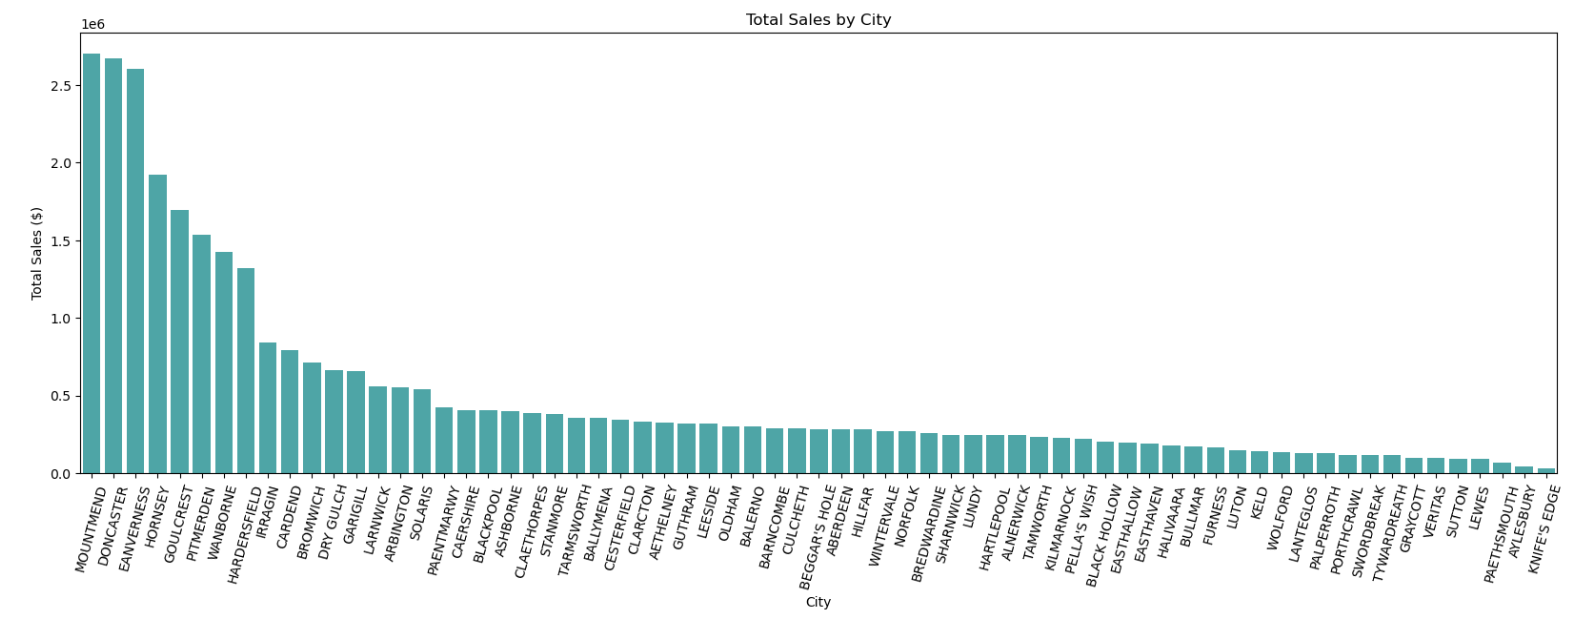 Total Sales by City
1e6
Total Sales ($)
2.5
2.0
1.5
1.0
0.5
0.0
MOUNTMEND
DONCASTER
EANVERNESS
HORNSEY
GOULCREST
PITMERDEN
WANBORNE
HARDERSFIELD
IRRAGIN
CARDEND
BROMWICH
DRY GULCH
GARIGILL
LARNWICK
ARBINGTON
SOLARIS
PAENTMARWY
CAERSHIRE
BLACKPOOL
ASHBORNE
CLAETHORPES
STANMORE
TARMSWORTH
BALLYMENA
CESTERFIELD
CLARCTON
AETHELNEY
GUTHRAM
LEESIDE
OLDHAM
BALERNO
BARNCOMBE
CULCHETH
BEGGAR'S HOLE
ABERDEEN
HILLFAR
WINTERVALE
NORFOLK
BREDWARDINE
SHARNWICK
LUNDY
HARTLEPOOL
ALNERWICK
TAMWORTH
KILMARNOCK
PELLA'S WISH
BLACK HOLLOW
EASTHALLOW
EASTHAVEN
HALIVAARA
BULLMAR
FURNESS
LUTON
KELD
WOLFORD
LANTEGLOS
PALPERROTH
PORTHCRAWL
SWORDBREAK
TYWARDREATH
GRAYCOTT
VERITAS
SUTTON
LEWES
PAETHSMOUTH
AYLESBURY
KNIFE'S EDGE
City